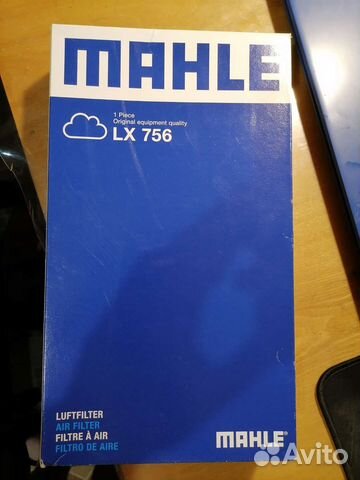 MAHLE
1 Piece
Original equipment quality
LX 756
LUFTFILTER
AIR FILTER
FILTRE À AIR
FILTRO DE AIRE
MAHLE®
Avito